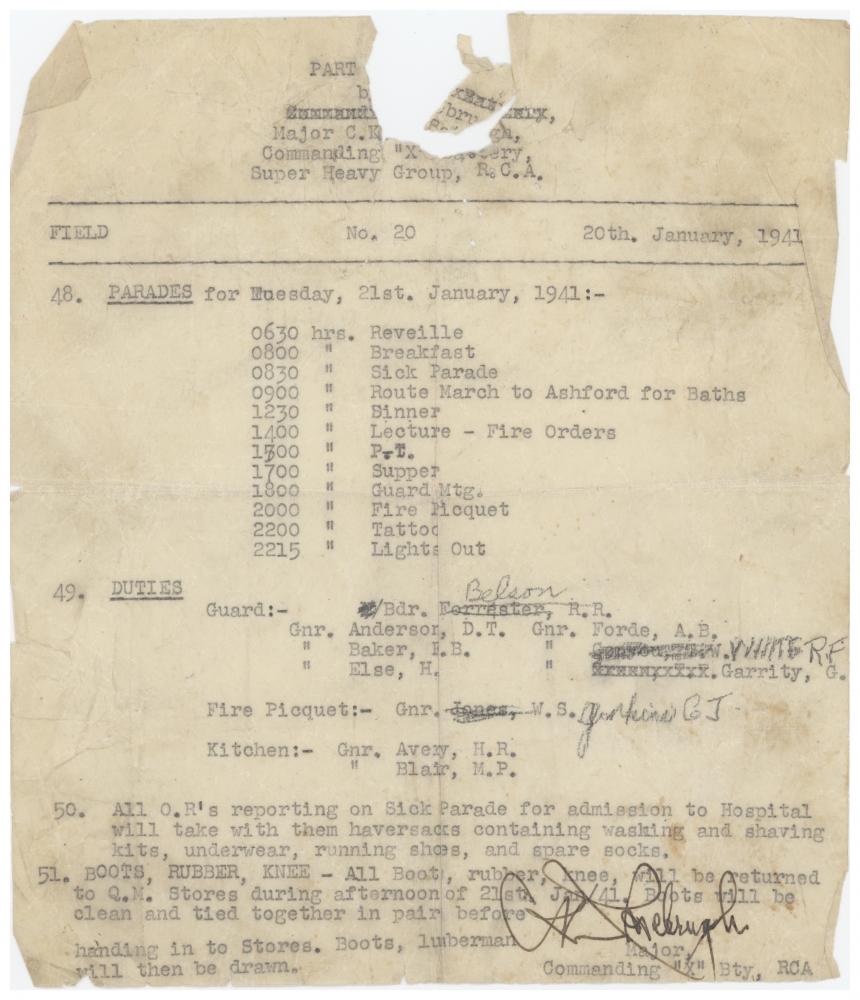 PART
Major C.K.
Commanding "X"
Super Heavy Group, R.C.A.
FIELD No. 20 20th. January, 1941
48. PARADES for Tuesday, 21st. January, 1941:-
0630 hrs. Reveille
0800 " Breakfast
0830 " Sick Parade
0900 " Route March to Ashford for Baths
1230 " Dinner
1400 " Lecture - Fire Orders
1500 " P.T.
1700 " Supper
1800 " Guard Mtg.
2000 " Fire Picquet
2200 " Tattoo
2215 " Lights Out
49. DUTIES
Belson
Guard:- /Bdr. Forrester, R.R.
Gnr. Anderson, D.T. Gnr. Forde, A.B.
" Baker, I.B. " WHITE RF
" Else, H. " Garrity, G.
Fire Picquet:- Gnr. Jones, W.S. Jenkins GJ
Kitchen:- Gnr. Avery, H.R.
" Blair, M.P.
50. All O.R's reporting on Sick Parade for admission to Hospital
will take with them haversacks containing washing and shaving
kits, underwear, running shoes, and spare socks.
51. BOOTS, RUBBER, KNEE - All Boot, rubber, knee, will be returned
to Q.M. Stores during afternoon of 21st Jan/41. Boots will be
clean and tied together in pair before
handing in to Stores. Boots, lumberman
will then be drawn.
Major,
Commanding "X" Bty, RCA